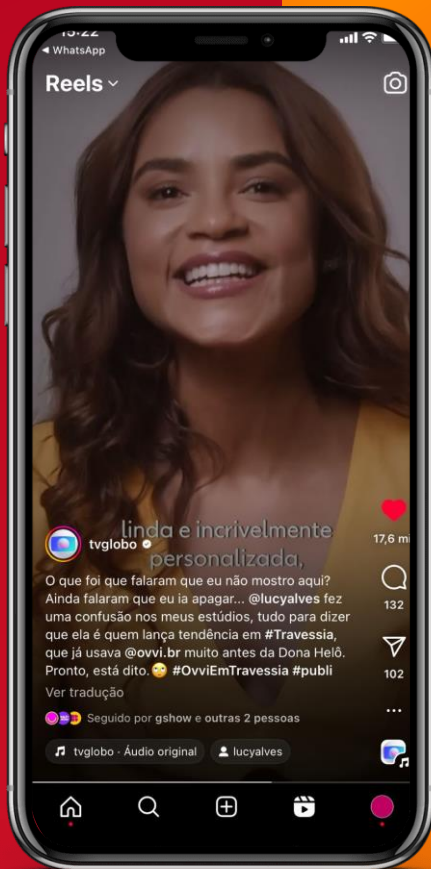 15:22
WhatsApp
Reels
linda e incrivelmente
personalizada,
tvglobo
O que foi que falaram que eu não mostro aqui?
Ainda falaram que eu ia apagar... @lucyalves fez
uma confusão nos meus estúdios, tudo para dizer
que ela é quem lança tendência em #Travessia,
que já usava @ovvi.br muito antes da Dona Helô.
Pronto, está dito.🙄 #OvviEmTravessia #publi
Ver tradução
Seguido por gshow e outras 2 pessoas
tvglobo · Áudio original
lucyalves
17,6 mi
132
102